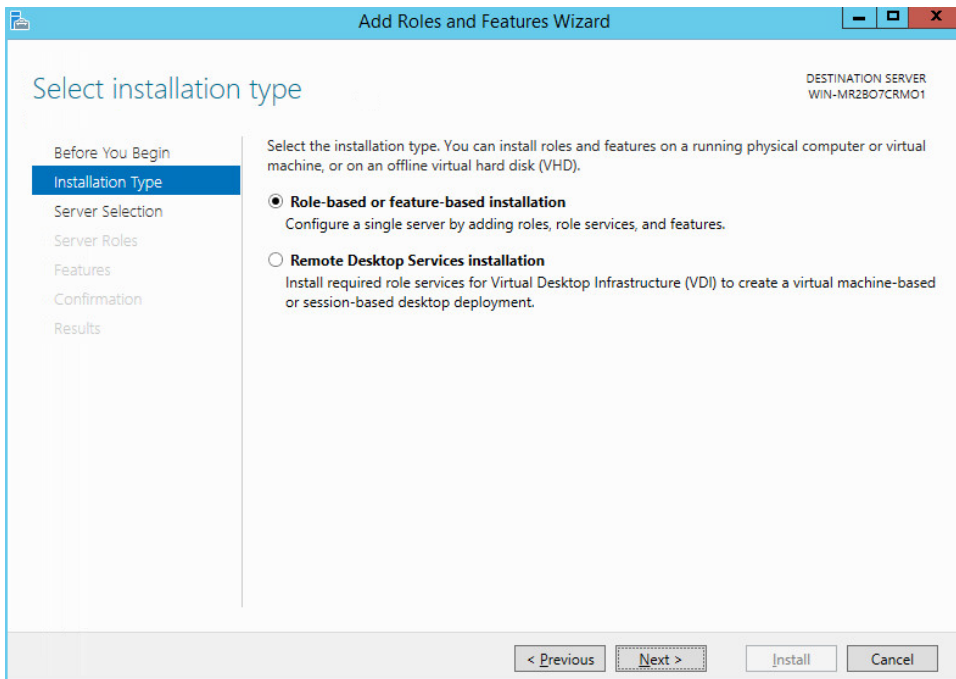 Add Roles and Features Wizard
Select installation type
DESTINATION SERVER
WIN-MR2BO7CRMO1
Before You Begin
Installation Type
Server Selection
Server Roles
Features
Confirmation
Results
Select the installation type. You can install roles and features on a running physical computer or virtual
machine, or on an offline virtual hard disk (VHD).
Role-based or feature-based installation
Configure a single server by adding roles, role services, and features.
Remote Desktop Services installation
Install required role services for Virtual Desktop Infrastructure (VDI) to create a virtual machine-based
or session-based desktop deployment.
< Previous
Next >
Install
Cancel